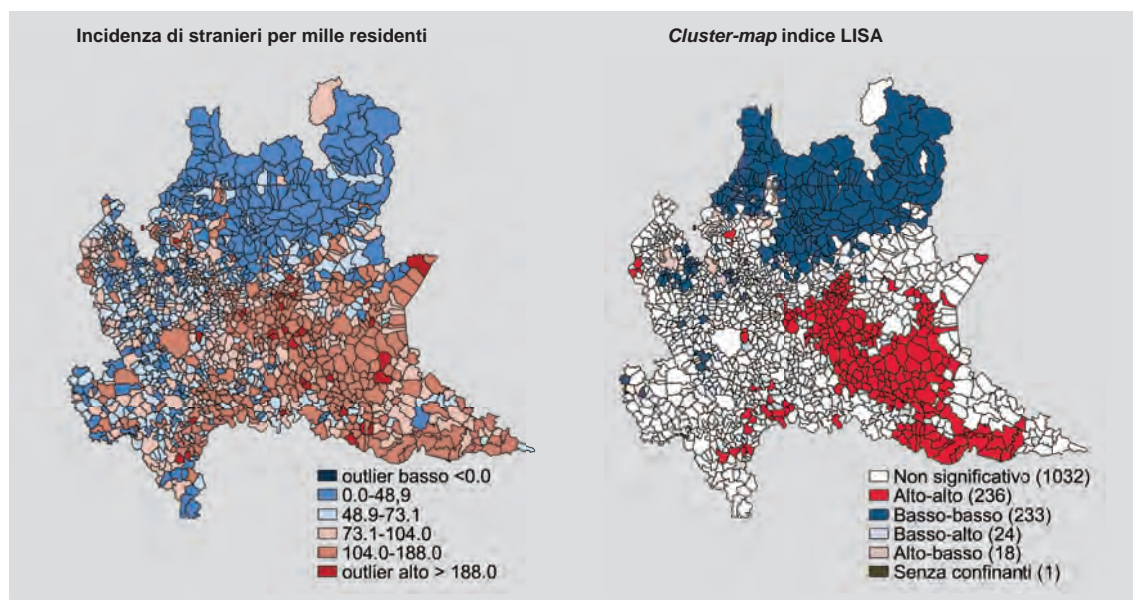 Incidenza di stranieri per mille residenti
outlier basso <0.0
0.0-48,9
48.9-73.1
73.1-104.0
104.0-188.0
outlier alto > 188.0
Cluster-map indice LISA
Non significativo (1032)
Alto-alto (236)
Basso-basso (233)
Basso-alto (24)
Alto-basso (18)
Senza confinanti (1)